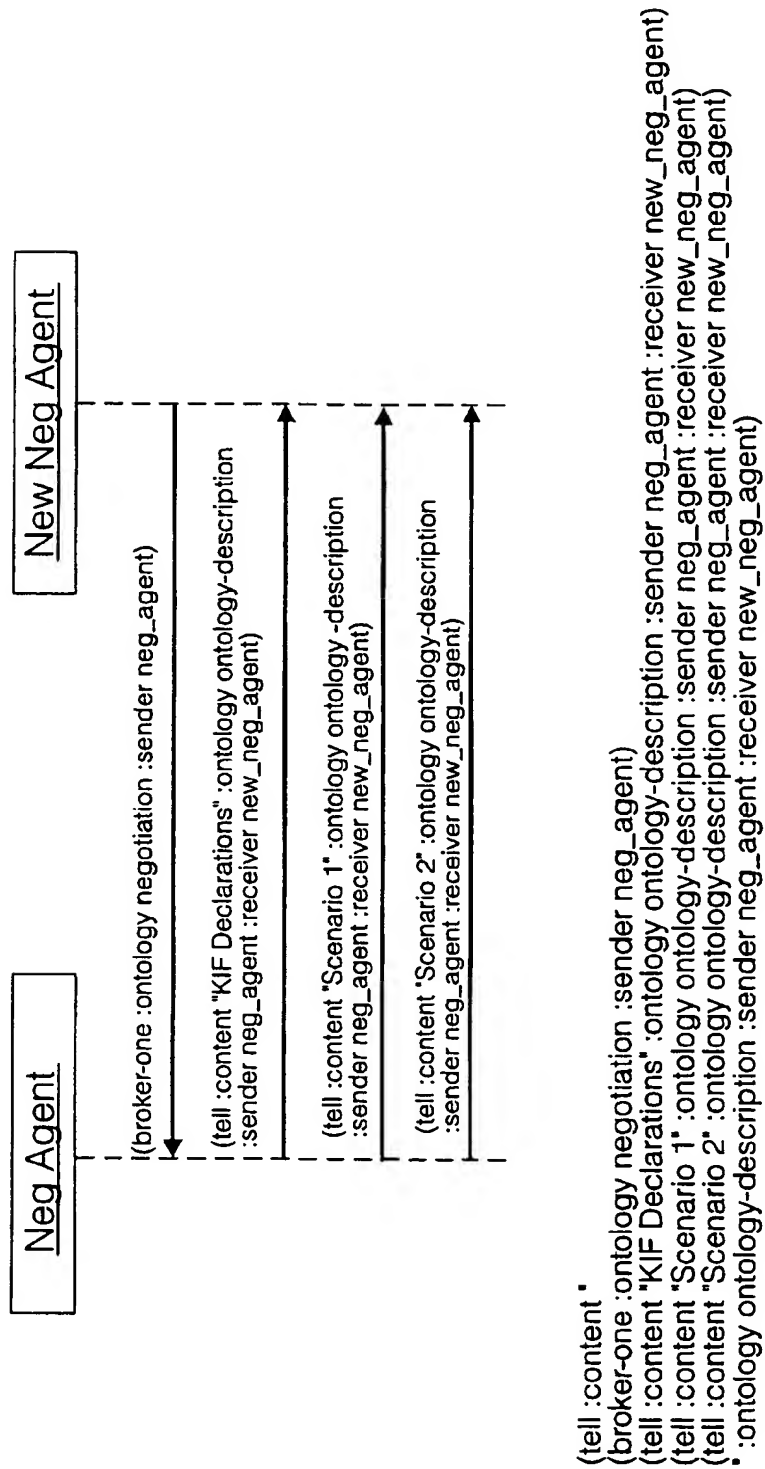 Neg Agent
New Neg Agent
(broker-one :ontology negotiation :sender neg_agent)
(tell :content "KIF Declarations" :ontology ontology-description
:sender neg_agent :receiver new_neg_agent)
(tell :content "Scenario 1" :ontology ontology -description
:sender neg_agent :receiver new_neg_agent)
(tell :content "Scenario 2" :ontology ontology-description
:sender neg_agent :receiver new_neg_agent)
(tell :content "
(broker-one :ontology negotiation :sender neg_agent)
(tell :content "KIF Declarations" :ontology ontology-description :sender neg_agent :receiver new_neg_agent)
(tell :content "Scenario 1" :ontology ontology-description :sender neg_agent :receiver new_neg_agent)
(tell :content "Scenario 2" :ontology ontology-description :sender neg_agent :receiver new_neg_agent)
" :ontology ontology-description :sender neg_agent :receiver new_neg_agent)